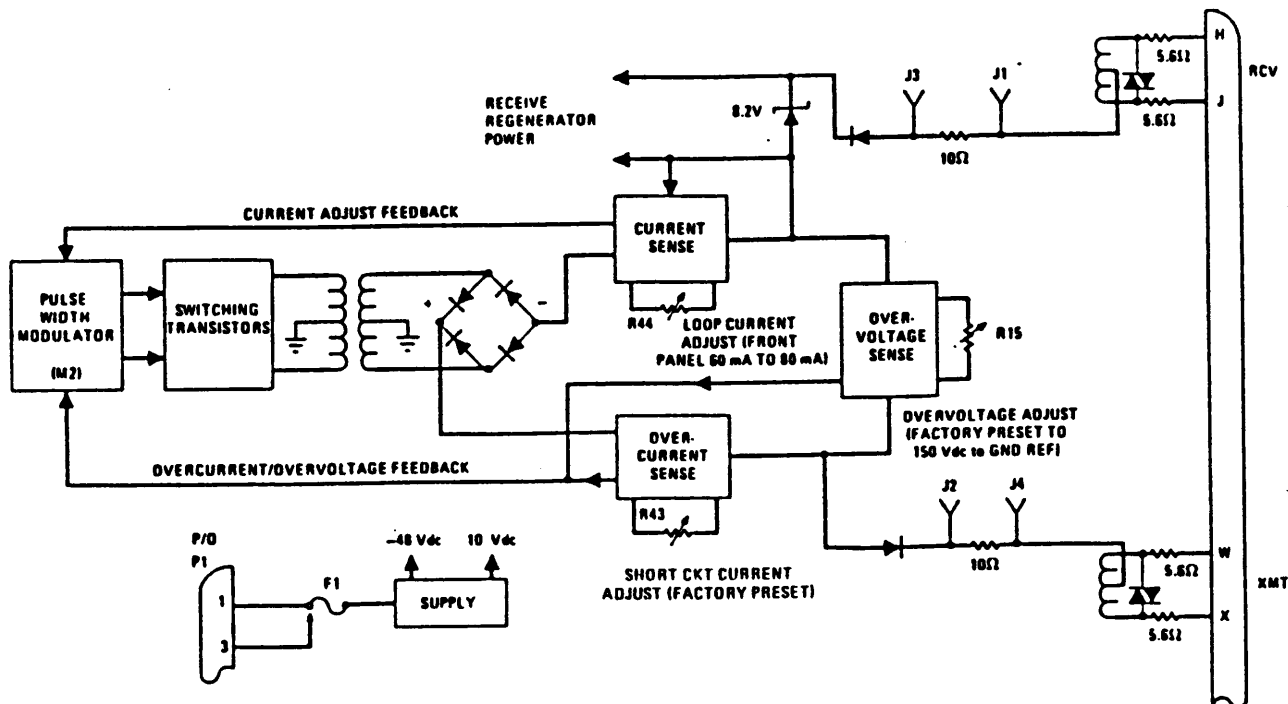 H
5.6Ω
RCV
J3
J1
J
5.6Ω
10Ω
8.2V
RECEIVE
REGENERATOR
POWER
CURRENT ADJUST FEEDBACK
CURRENT
SENSE
PULSE
WIDTH
MODULATOR
(M2)
SWITCHING
TRANSISTORS
+
−
R44
LOOP CURRENT
ADJUST (FRONT
PANEL 60 mA TO 80 mA)
OVER-
VOLTAGE
SENSE
R15
OVERVOLTAGE ADJUST
(FACTORY PRESET TO
150 Vdc to GND REF)
OVERCURRENT/OVERVOLTAGE FEEDBACK
OVER-
CURRENT
SENSE
R43
SHORT CKT CURRENT
ADJUST (FACTORY PRESET)
J2
J4
10Ω
W
5.6Ω
XMT
X
5.6Ω
P/O
P1
1
3
F1
−48 Vdc
10 Vdc
SUPPLY